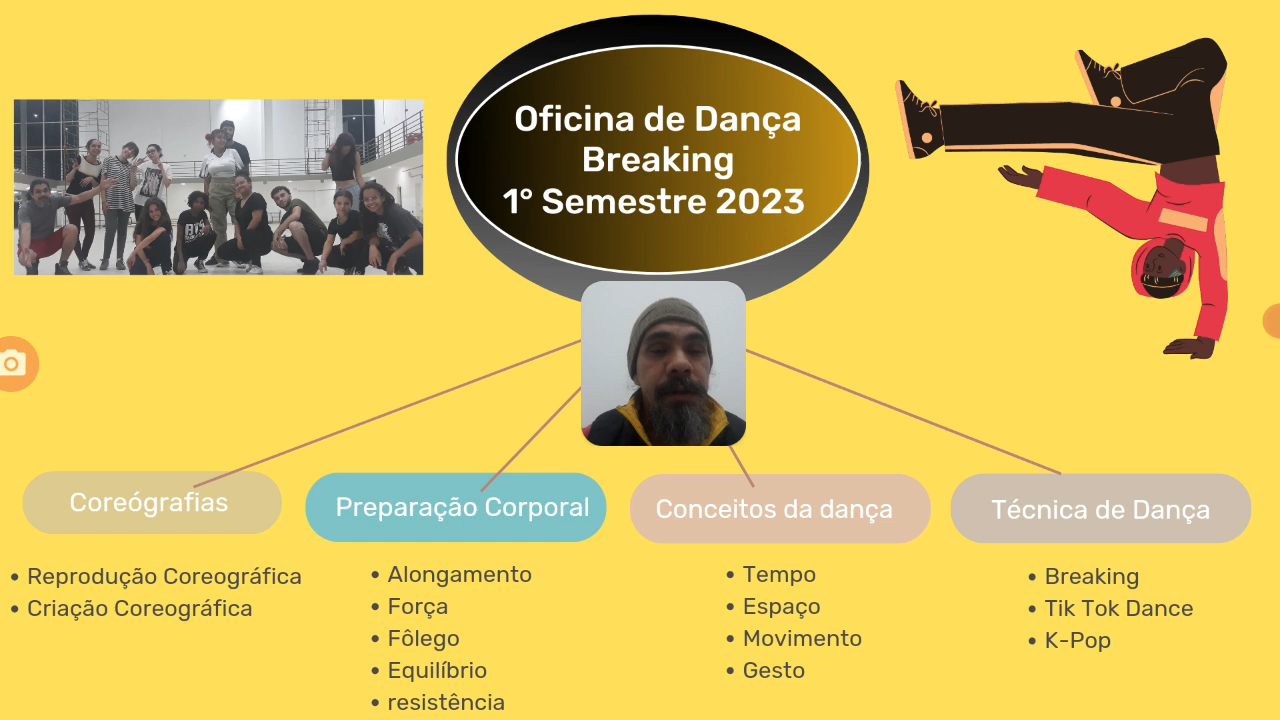 Oficina de Dança
Breaking
1° Semestre 2023
Coreógrafias
Reprodução Coreográfica
Criação Coreográfica
Preparação Corporal
Alongamento
Força
Fôlego
Equilíbrio
resistência
Conceitos da dança
Tempo
Espaço
Movimento
Gesto
Técnica de Dança
Breaking
Tik Tok Dance
K-Pop